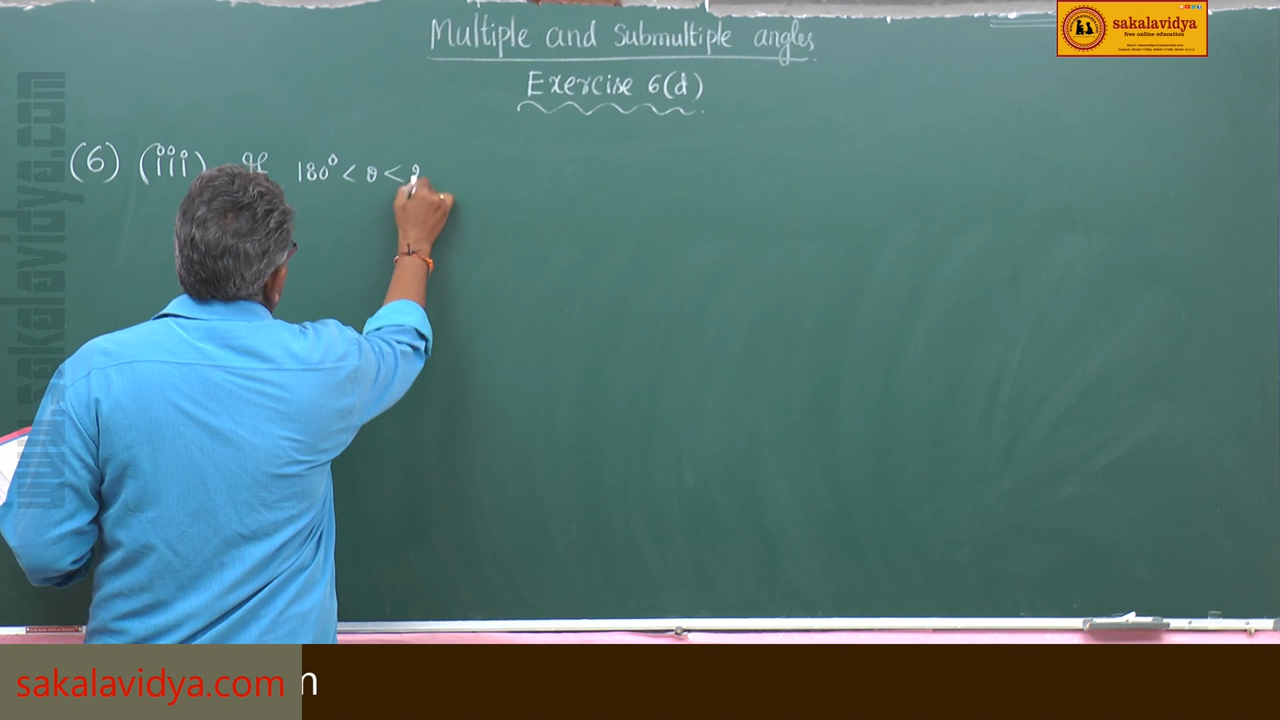 Multiple and Submultiple angles
Exercise 6(d)
(6) (iii) If 180° < θ < 2
sakalavidya
free online education
www.sakalavidya.com
sakalavidya.com